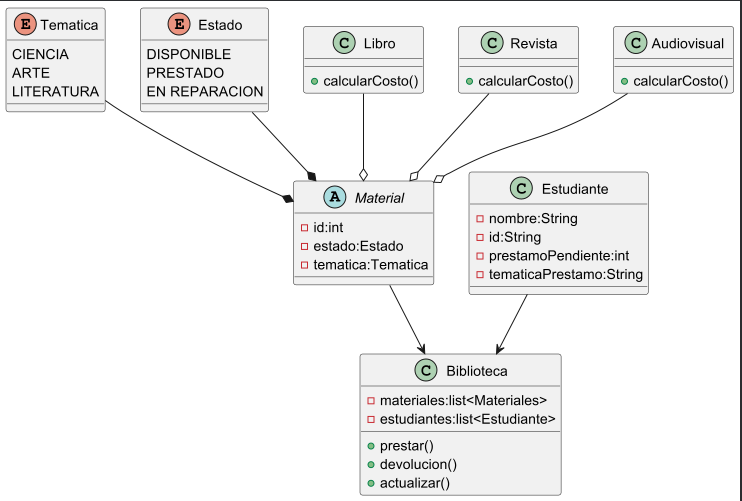 E Tematica
CIENCIA
ARTE
LITERATURA
E Estado
DISPONIBLE
PRESTADO
EN REPARACION
C Libro
calcularCosto()
C Revista
calcularCosto()
C Audiovisual
calcularCosto()
A Material
id:int
estado:Estado
tematica:Tematica
C Estudiante
nombre:String
id:String
prestamoPendiente:int
tematicaPrestamo:String
C Biblioteca
materiales:list<Materiales>
estudiantes:list<Estudiante>
prestar()
devolucion()
actualizar()